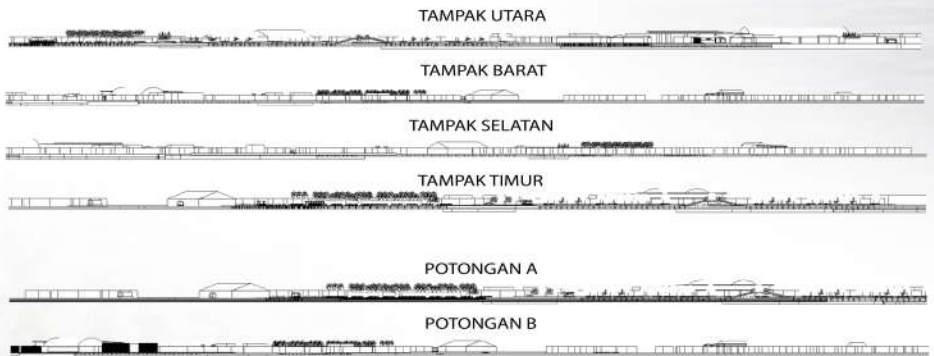 TAMPAK UTARA
TAMPAK BARAT
TAMPAK SELATAN
TAMPAK TIMUR
POTONGAN A
POTONGAN B